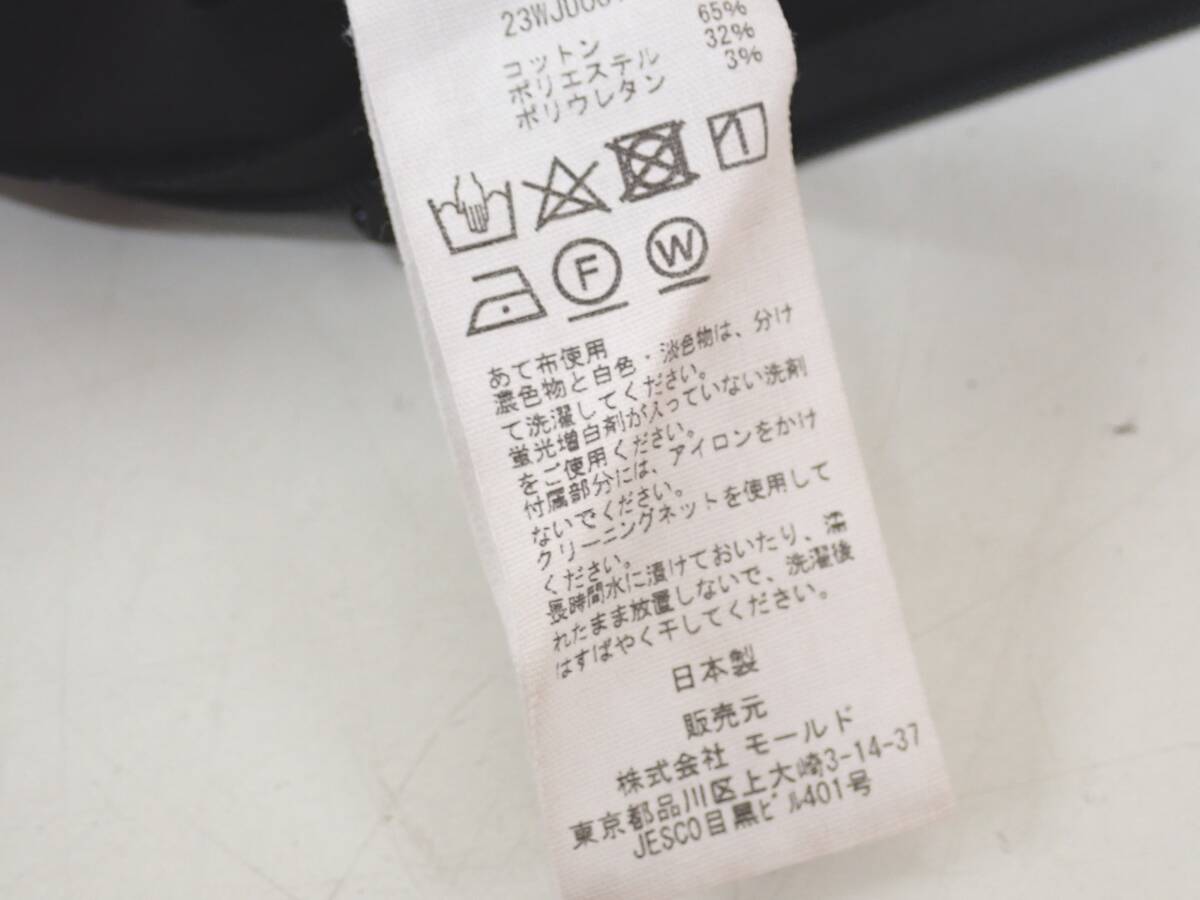 コットン 65%
ポリエステル 32%
ポリウレタン 3%
F W
あて布使用
濃色物と白色・淡色物は、分け
て洗濯してください。
蛍光増白剤が入っていない洗剤
をご使用ください。
付属部分には、アイロンをかけ
ないでください。
クリーニングネットを使用して
ください。
長時間水に漬けておいたり、濡
れたまま放置しないで、洗濯後
はすばやく干してください。
日本製
販売元
株式会社 モールド
東京都品川区上大崎3-14-37
JESCO目黒ビル401号